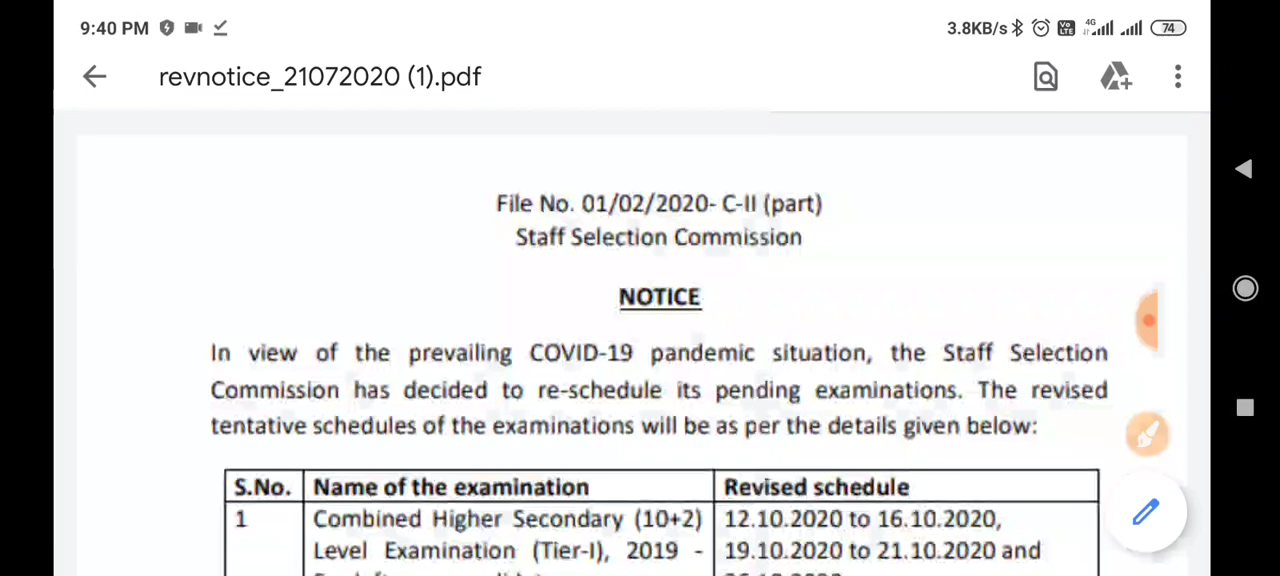 9:40 PM
3.8KB/s 4G 74
revnotice_21072020 (1).pdf
File No. 01/02/2020- C-II (part)
Staff Selection Commission
NOTICE
In view of the prevailing COVID-19 pandemic situation, the Staff Selection
Commission has decided to re-schedule its pending examinations. The revised
tentative schedules of the examinations will be as per the details given below:
S.No. Name of the examination Revised schedule
1 Combined Higher Secondary (10+2) 12.10.2020 to 16.10.2020,
Level Examination (Tier-I), 2019 - 19.10.2020 to 21.10.2020 and